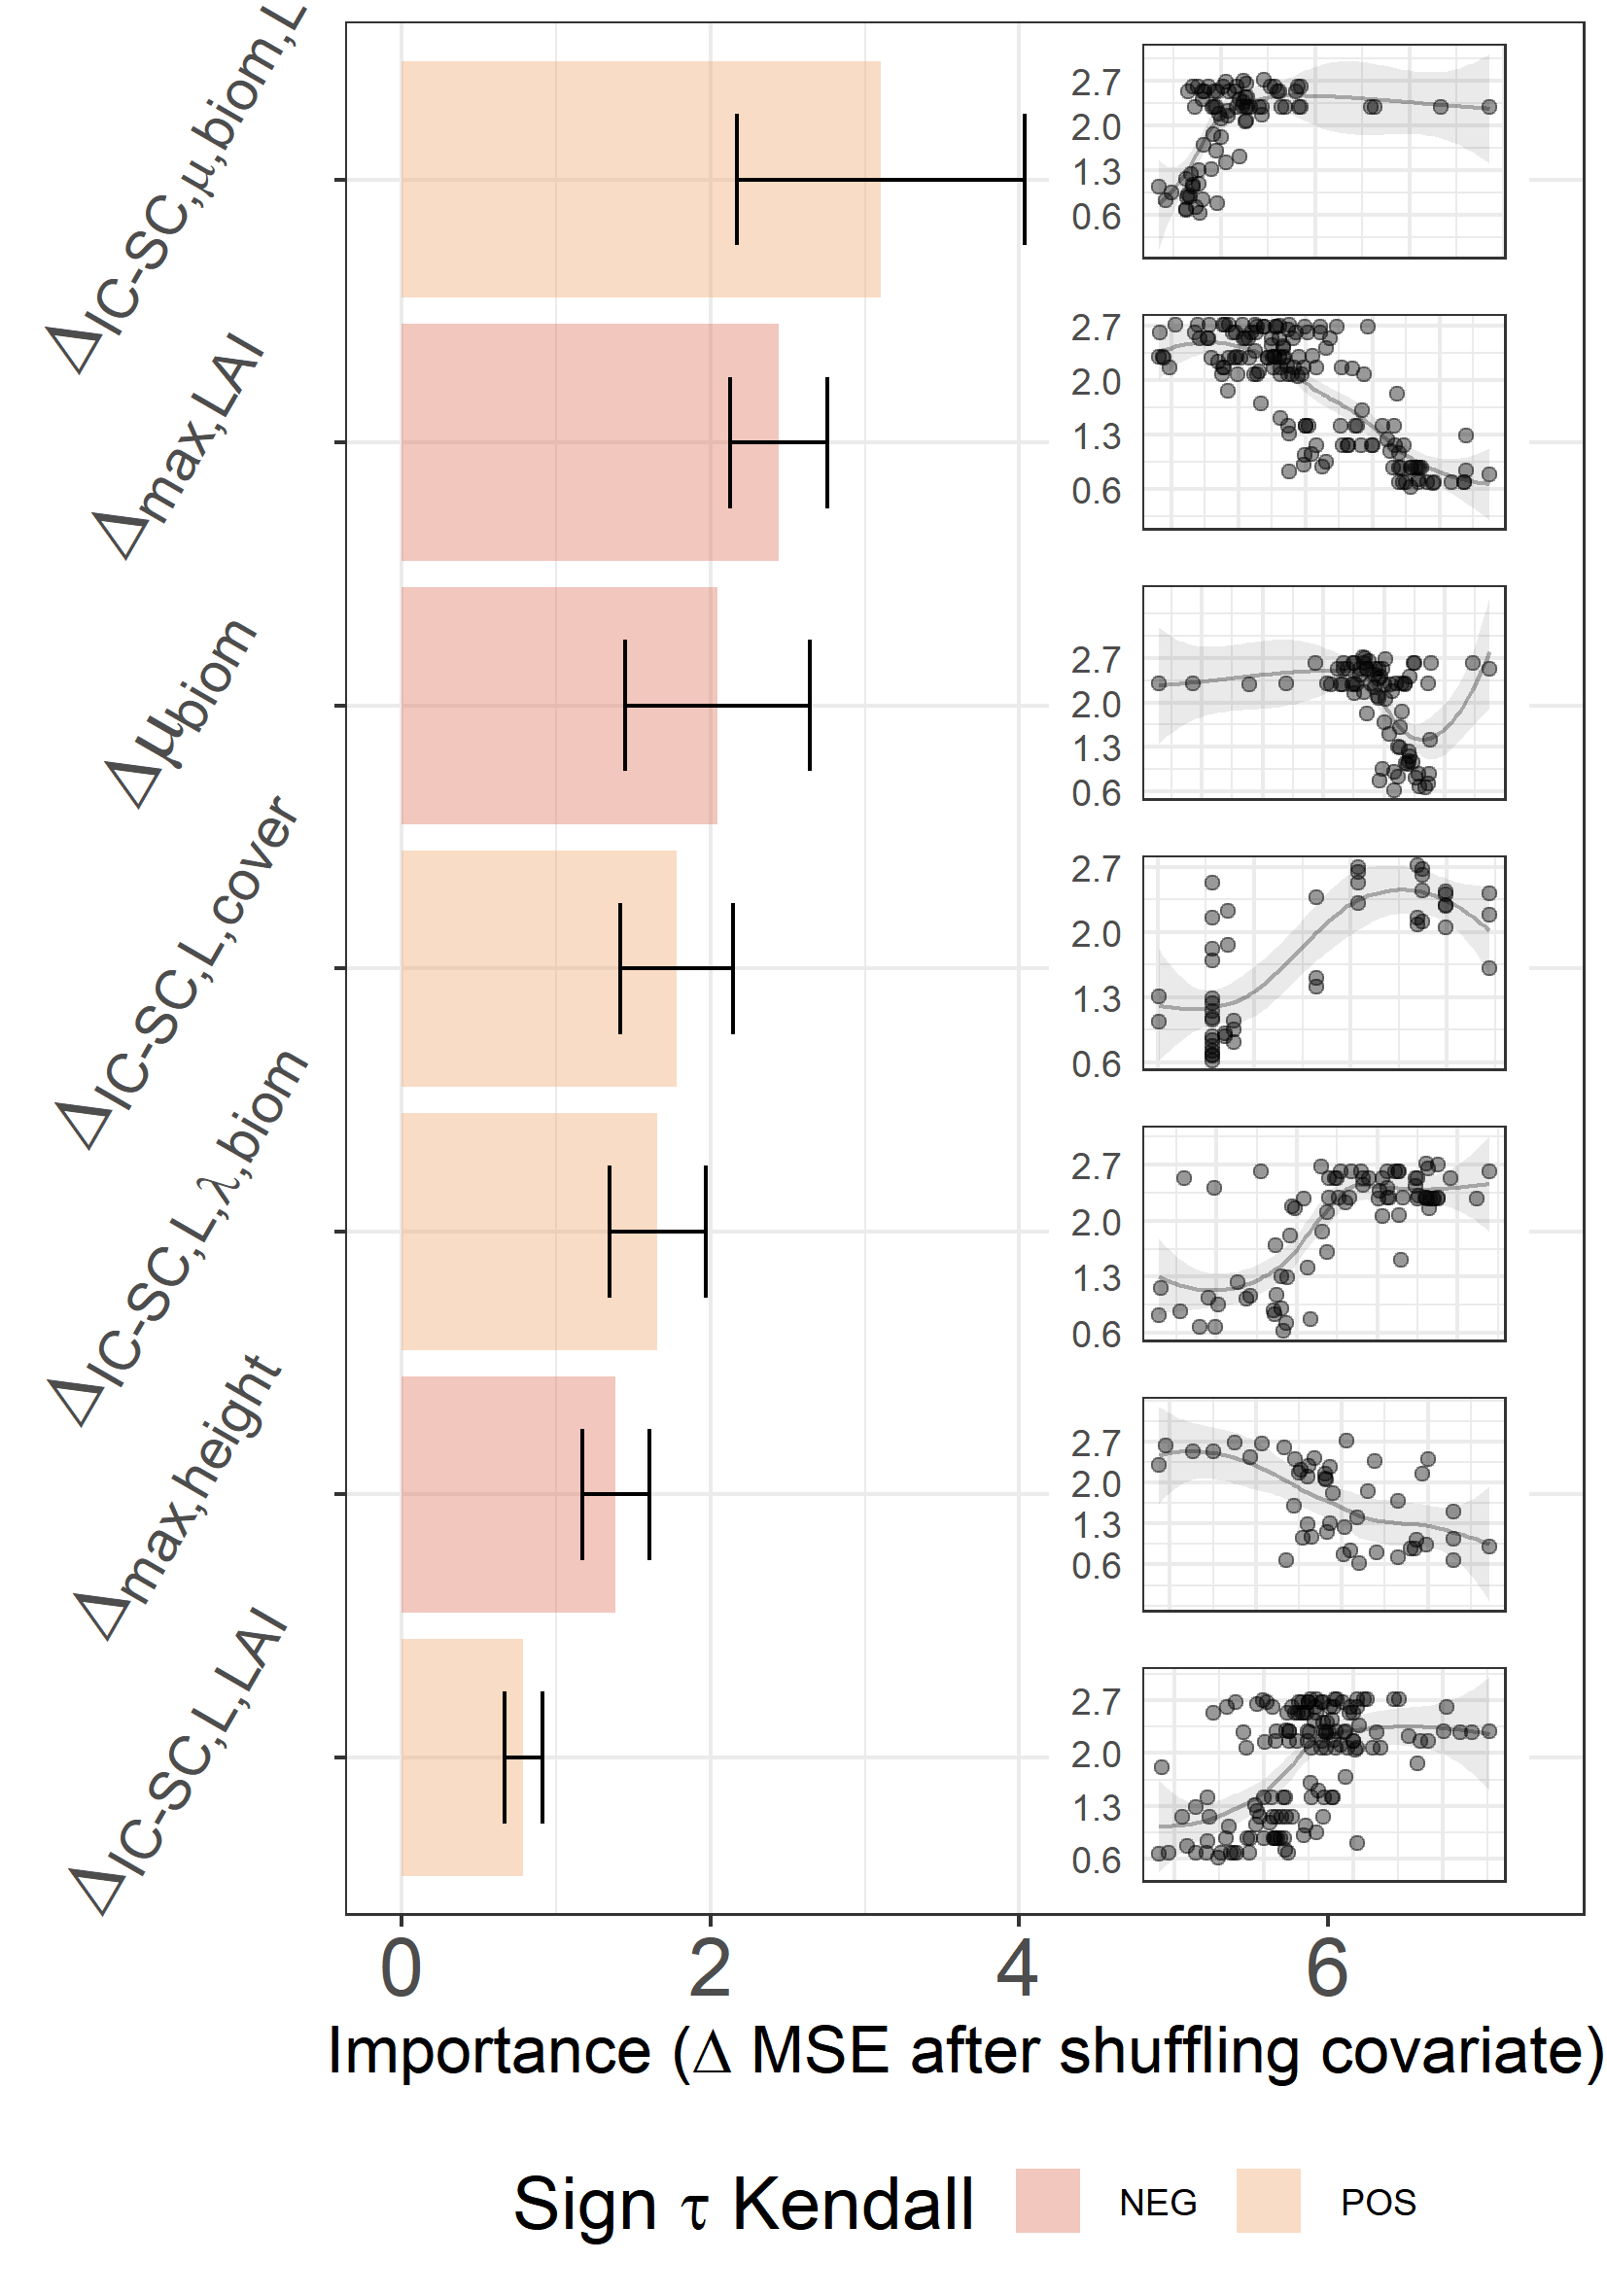 ΔIC-SC,μ,biom,L
2.7
2.0
1.3
0.6
Δmax,LAI
2.7
2.0
1.3
0.6
Δμbiom
2.7
2.0
1.3
0.6
ΔIC-SC,L,cover
2.7
2.0
1.3
0.6
ΔIC-SC,L,λ,biom
2.7
2.0
1.3
0.6
Δmax,height
2.7
2.0
1.3
0.6
ΔIC-SC,L,LAI
2.7
2.0
1.3
0.6
0 2 4 6
Importance (Δ MSE after shuffling covariate)
Sign τ Kendall NEG POS